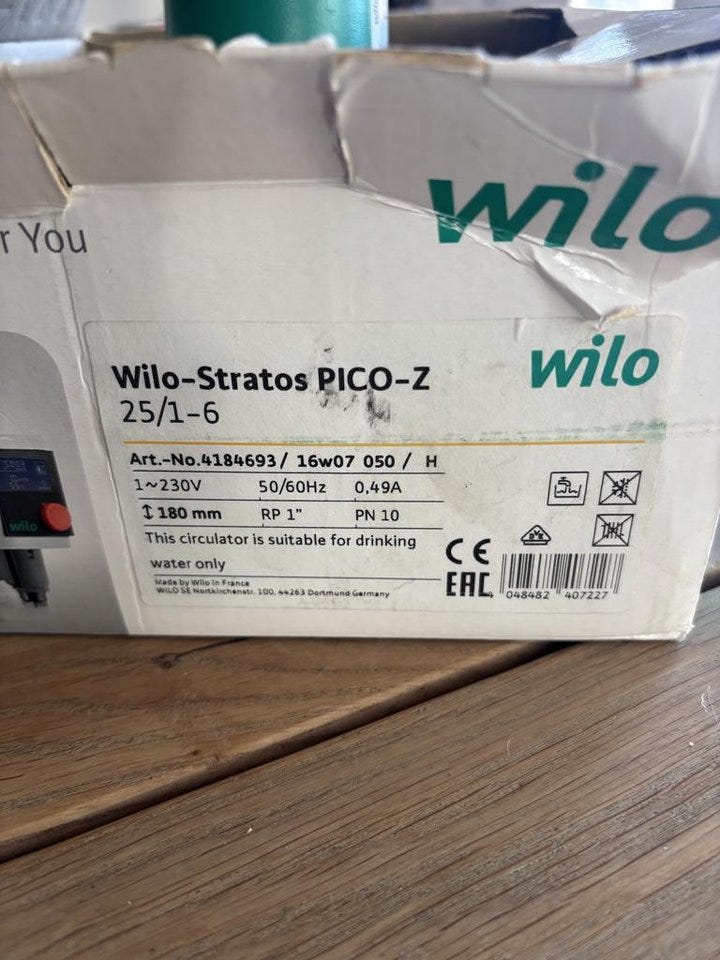 wilo
r You
wilo
Wilo-Stratos PICO-Z
25/1-6
Art.-No.4184693/ 16w07 050 / H
1~230V 50/60Hz 0,49A
180 mm RP 1" PN 10
This circulator is suitable for drinking
water only
Made by Wilo in France
WILO SE Nortkirchenstr. 100, 44263 Dortmund Germany
CE
EAC
4 048482 407227
wilo